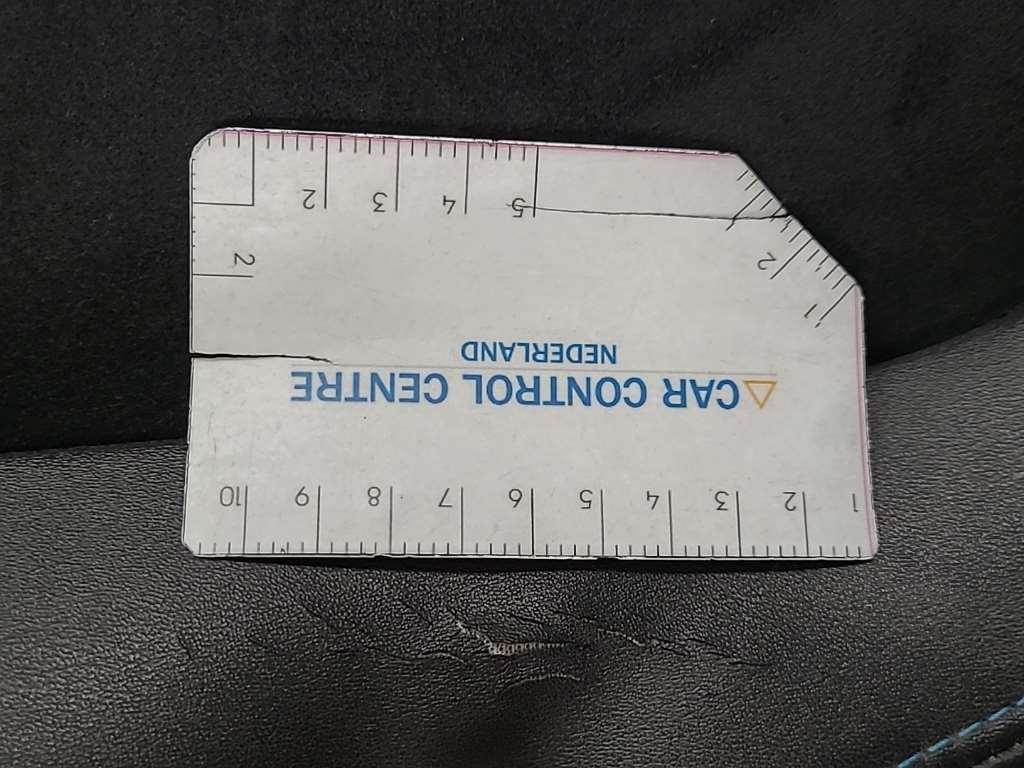 1 2 3 4 5 6 7 8 9 10
CAR CONTROL CENTRE
NEDERLAND
1 2
2
5 4 3 2